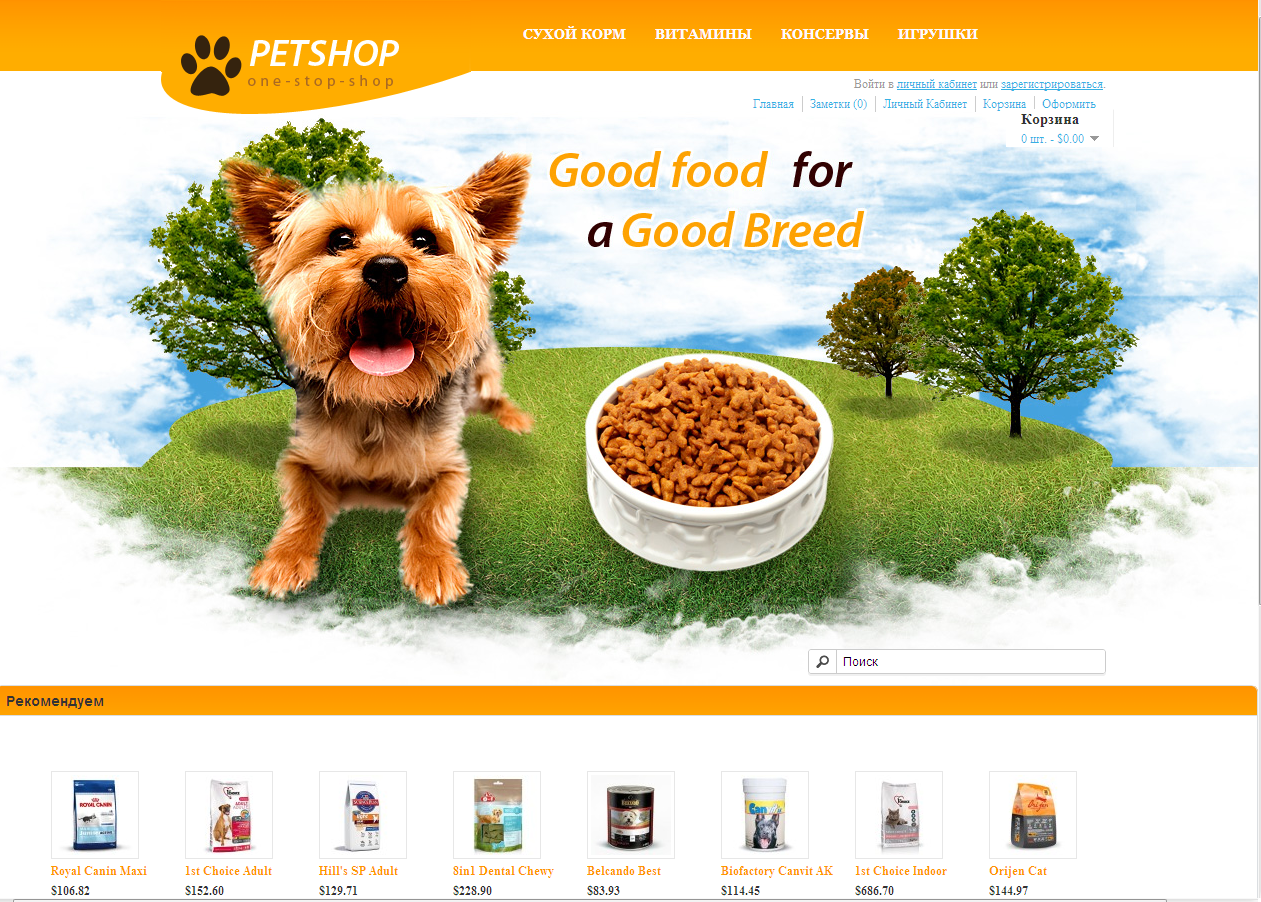 PETSHOP
one-stop-shop
СУХОЙ КОРМ ВИТАМИНЫ КОНСЕРВЫ ИГРУШКИ
Войти в личный кабинет или зарегистрироваться.
Главная Заметки (0) Личный Кабинет Корзина Оформить
Корзина
0 шт. - $0.00
Good food for
a Good Breed
Поиск
Рекомендуем
ROYAL CANIN
Royal Canin Maxi
$106.82
1st Choice Adult
$152.60
Hill's SP Adult
$129.71
8in1 Dental Chewy
$228.90
Belcando Best
$83.93
Biofactory Canvit AK
$114.45
1st Choice Indoor
$686.70
Orijen Cat
$144.97